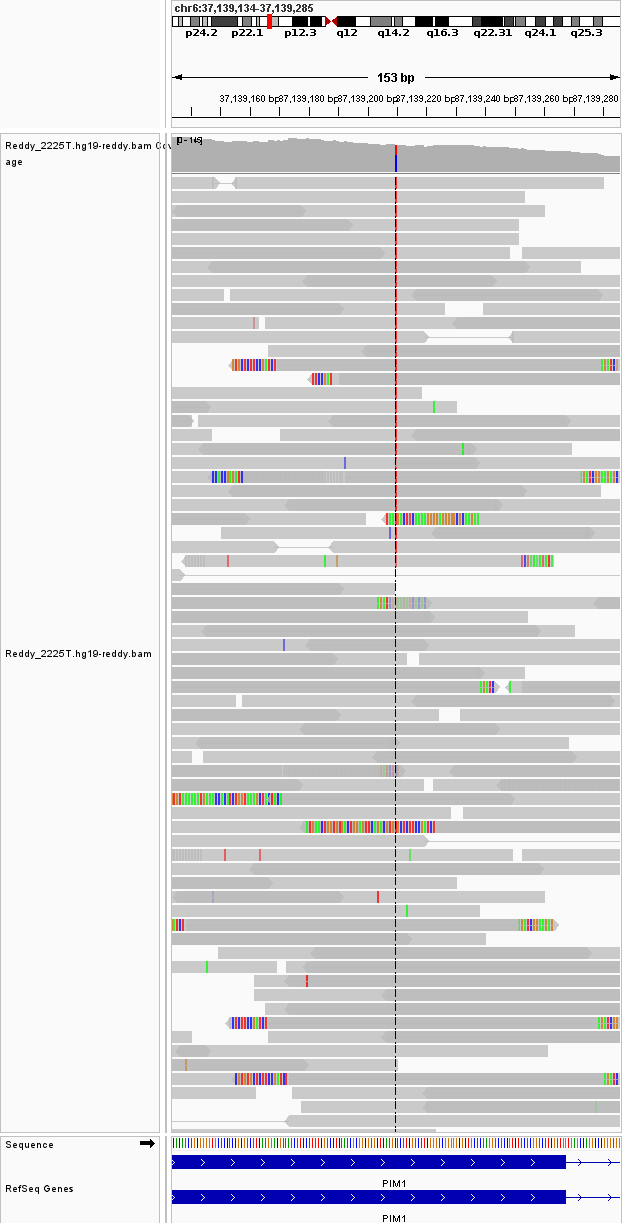 chr6:37,139,134-37,139,285
p24.2 p22.1 p12.3 q12 q14.2 q16.3 q22.31 q24.1 q25.3
153 bp
37,139,160 bp 37,139,180 bp 37,139,200 bp 37,139,220 bp 37,139,240 bp 37,139,260 bp 37,139,280
Reddy_2225T.hg19-reddy.bam Cov
age
Reddy_2225T.hg19-reddy.bam
Sequence
RefSeq Genes
PIM1
PIM1